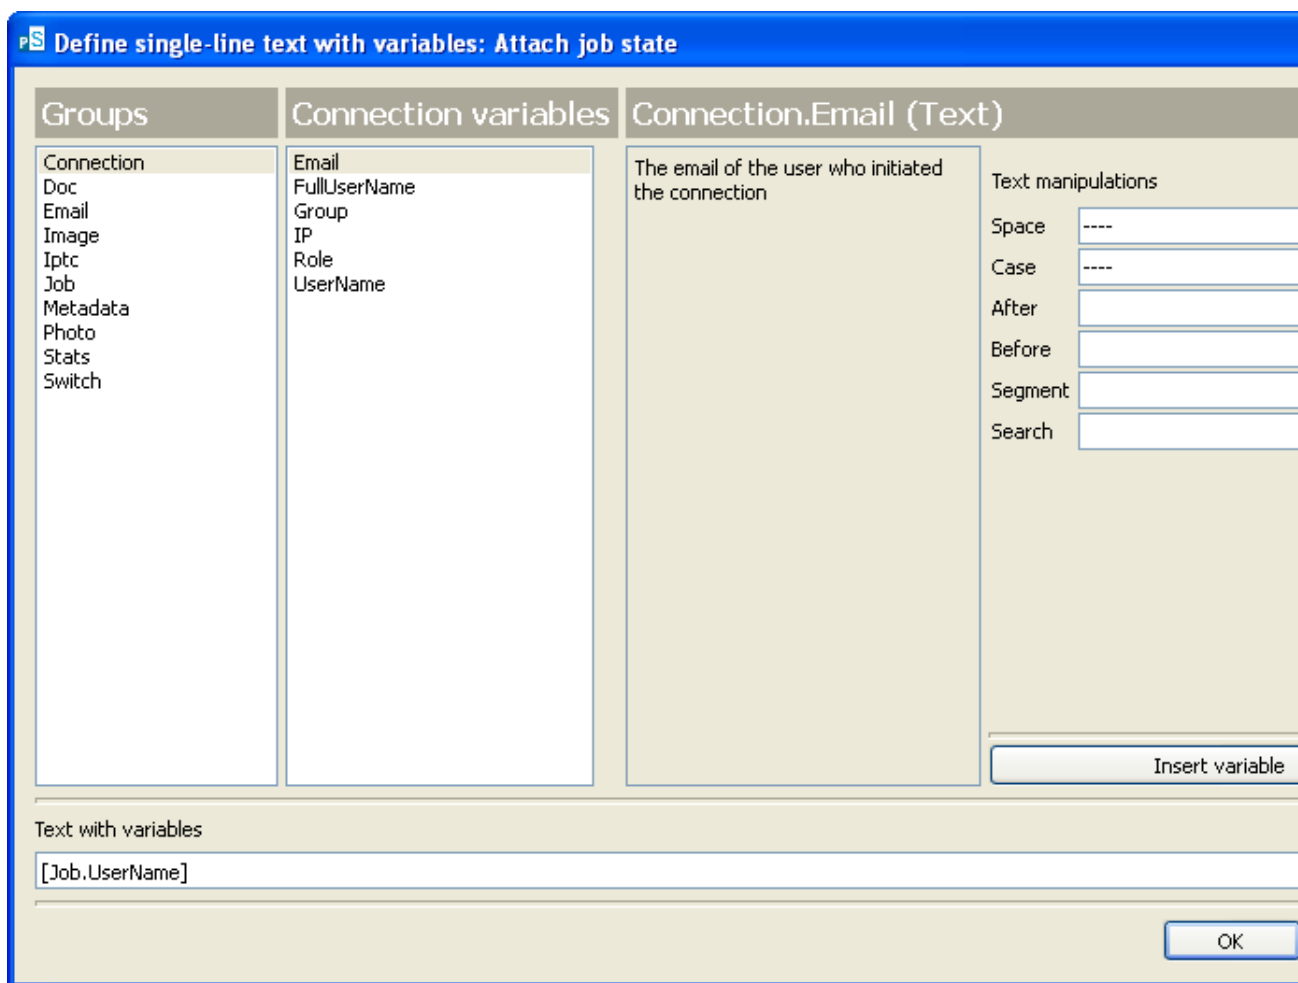 PS Define single-line text with variables: Attach job state
Groups
Connection variables
Connection.Email (Text)
Connection
Doc
Email
Image
Iptc
Job
Metadata
Photo
Stats
Switch
Email
FullUserName
Group
IP
Role
UserName
The email of the user who initiated
the connection
Text manipulations
Space ----
Case ----
After
Before
Segment
Search
Insert variable
Text with variables
[Job.UserName]
OK